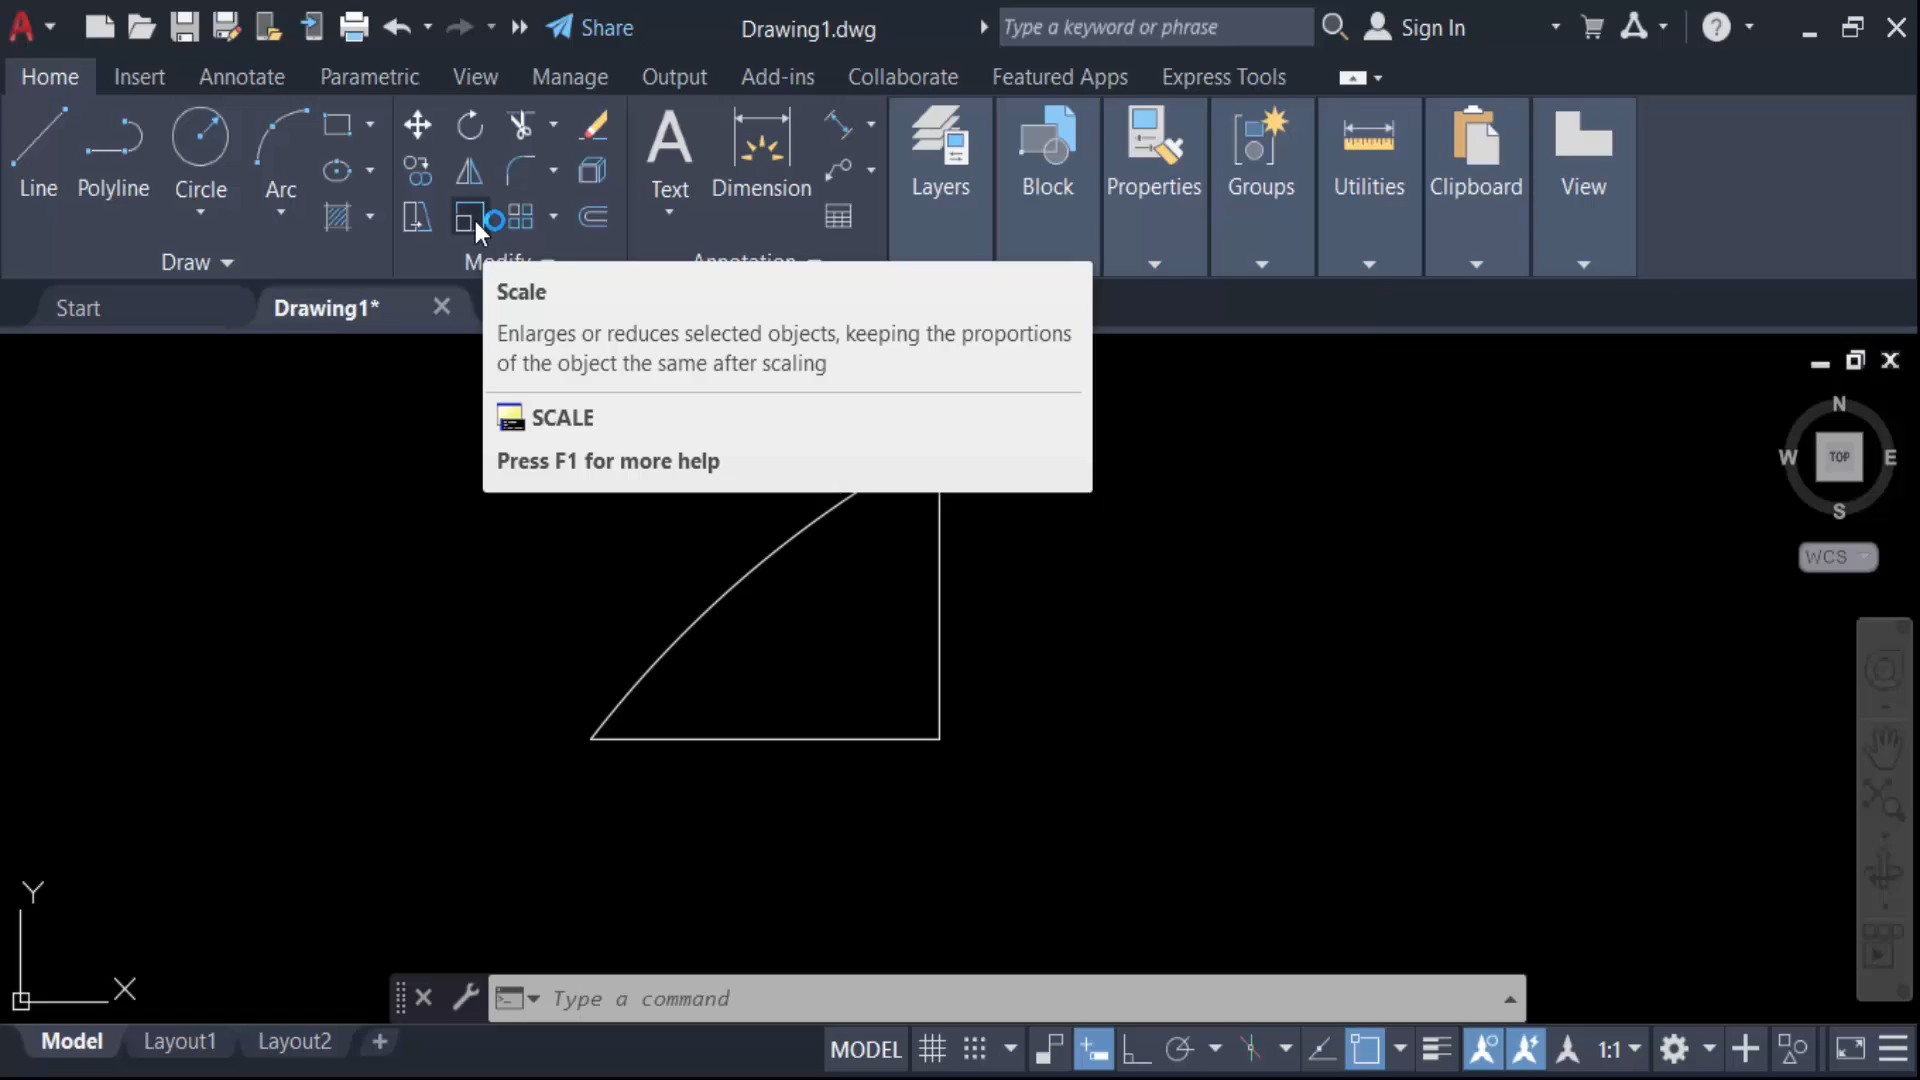 Share
Drawing1.dwg
Type a keyword or phrase
Sign In
Home
Insert
Annotate
Parametric
View
Manage
Output
Add-ins
Collaborate
Featured Apps
Express Tools
Line
Polyline
Circle
Arc
Text
Dimension
Layers
Block
Properties
Groups
Utilities
Clipboard
View
Draw
Modify
Annotation
Start
Drawing1*
Scale
Enlarges or reduces selected objects, keeping the proportions
of the object the same after scaling
SCALE
Press F1 for more help
N
W
TOP
E
S
WCS
Y
X
Type a command
Model
Layout1
Layout2
MODEL
1:1